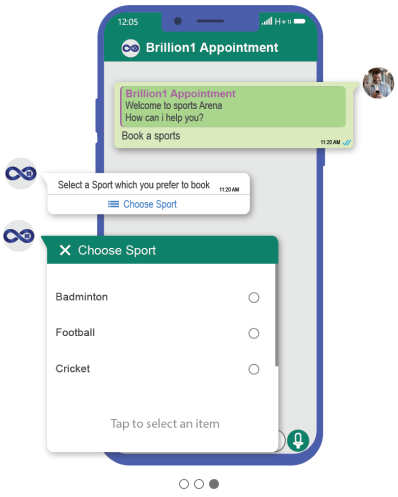 12:05
H+
Brillion1 Appointment
Brillion1 Appointment
Welcome to sports Arena
How can i help you?
Book a sports
11:20 AM
Select a Sport which you prefer to book
11:20 AM
Choose Sport
Choose Sport
Badminton
Football
Cricket
Tap to select an item